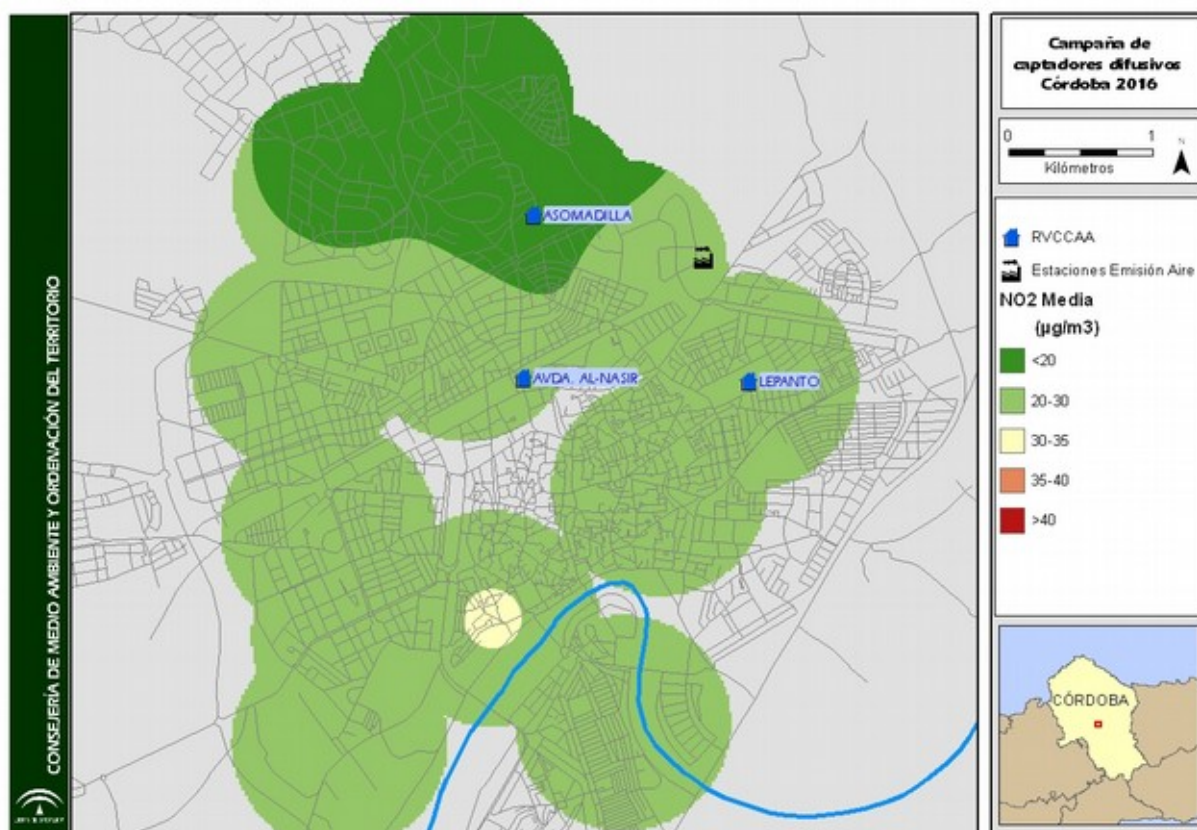 CONSEJERÍA DE MEDIO AMBIENTE Y ORDENACIÓN DEL TERRITORIO
ASOMADILLA
AVDA. AL-NASIR
LEPANTO
Campaña de
captadores difusivos
Córdoba 2016
0 1
Kilómetros
N
RVCCAA
Estaciones Emisión Aire
NO2 Media
(µg/m3)
<20
20-30
30-35
35-40
>40
CÓRDOBA